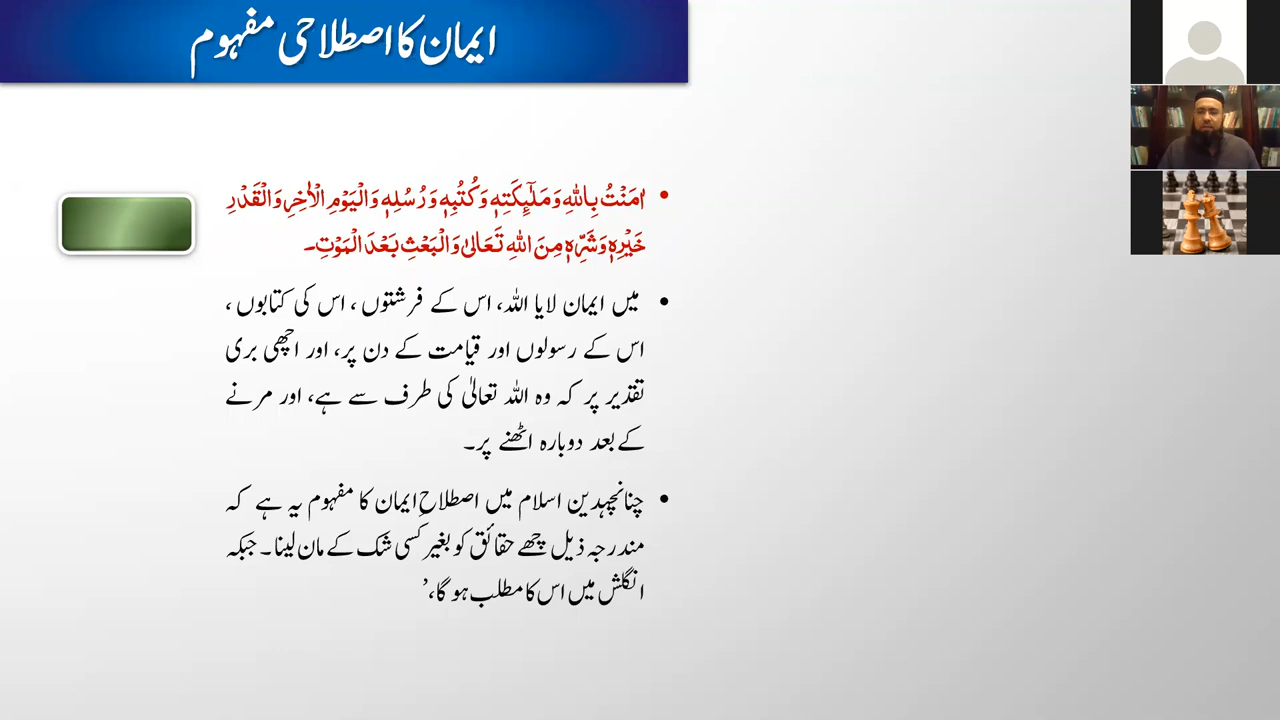 ایمان کا اصطلاحی مفہوم
اٰمَنْتُ بِاللهِ وَمَلٰٓئِكَتِهٖ وَكُتُبِهٖ وَرُسُلِهٖ وَالْيَوْمِ الْاٰخِرِ وَالْقَدْرِ
خَيْرِهٖ وَشَرِّهٖ مِنَ اللهِ تَعَالٰى وَالْبَعْثِ بَعْدَ الْمَوْتِ۔
میں ایمان لایا اللہ، اس کے فرشتوں، اس کی کتابوں،
اس کے رسولوں اور قیامت کے دن پر، اور اچھی بری
تقدیر پر کہ وہ اللہ تعالیٰ کی طرف سے ہے، اور مرنے
کے بعد دوبارہ اٹھنے پر۔
چنانچہدین اسلام میں اصطلاحِ ایمان کا مفہوم یہ ہے کہ
مندرجہ ذیل چھے حقائق کو بغیر کسی شک کے مان لینا۔ جبکہ
انگلش میں اس کا مطلب ہو گا،’